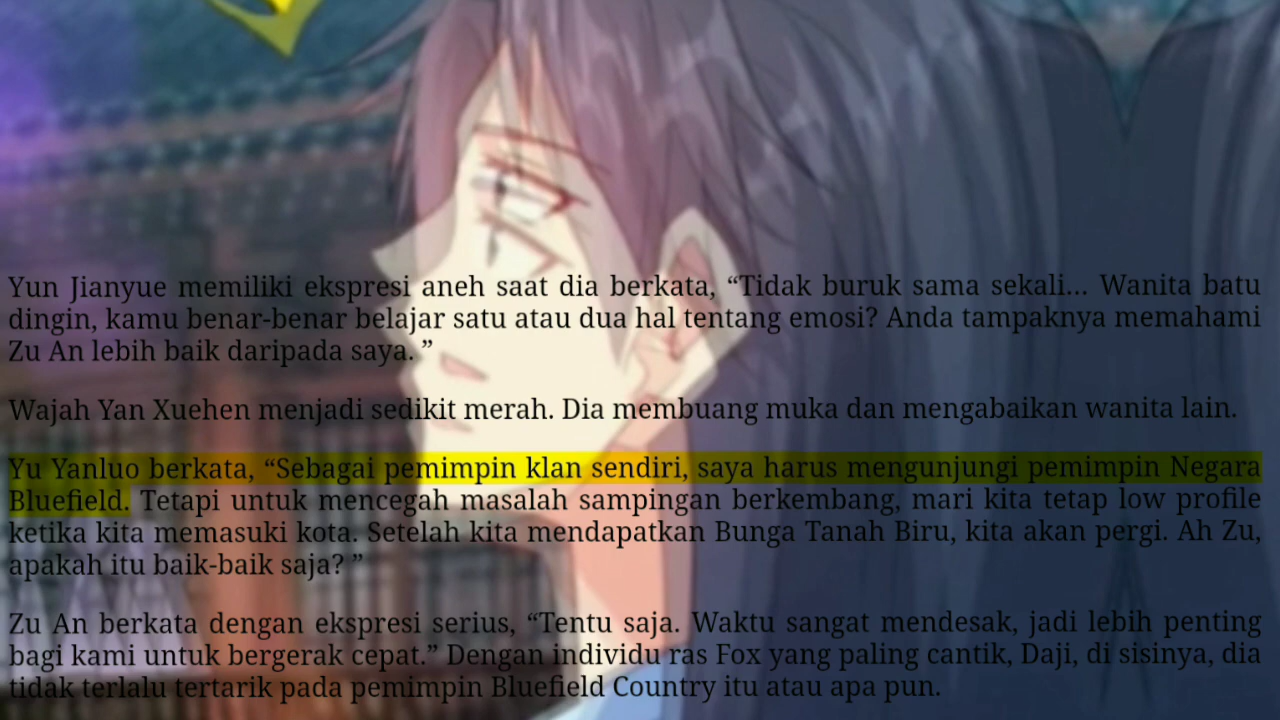 Yun Jianyue memiliki ekspresi aneh saat dia berkata, “Tidak buruk sama sekali... Wanita batu
dingin, kamu benar-benar belajar satu atau dua hal tentang emosi? Anda tampaknya memahami
Zu An lebih baik daripada saya. ”
Wajah Yan Xuehen menjadi sedikit merah. Dia membuang muka dan mengabaikan wanita lain.
Yu Yanluo berkata, “Sebagai pemimpin klan sendiri, saya harus mengunjungi pemimpin Negara
Bluefield. Tetapi untuk mencegah masalah sampingan berkembang, mari kita tetap low profile
ketika kita memasuki kota. Setelah kita mendapatkan Bunga Tanah Biru, kita akan pergi. Ah Zu,
apakah itu baik-baik saja? ”
Zu An berkata dengan ekspresi serius, “Tentu saja. Waktu sangat mendesak, jadi lebih penting
bagi kami untuk bergerak cepat.” Dengan individu ras Fox yang paling cantik, Daji, di sisinya, dia
tidak terlalu tertarik pada pemimpin Bluefield Country itu atau apa pun.